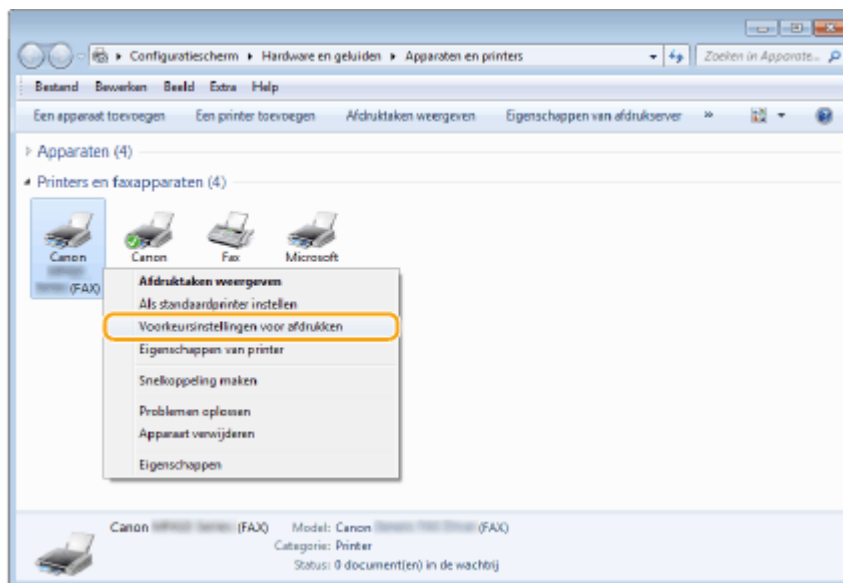 Configuratiescherm ▸ Hardware en geluiden ▸ Apparaten en printers
Zoeken in Apparate...
Bestand Bewerken Beeld Extra Help
Een apparaat toevoegen Een printer toevoegen Afdruktaken weergeven Eigenschappen van afdrukserver »
Apparaten (4)
Printers en faxapparaten (4)
Canon (FAX)
Canon
Fax
Microsoft
Afdruktaken weergeven
Als standaardprinter instellen
Voorkeursinstellingen voor afdrukken
Eigenschappen van printer
Snelkoppeling maken
Problemen oplossen
Apparaat verwijderen
Eigenschappen
Canon (FAX) Model: Canon (FAX)
Categorie: Printer
Status: 0 document(en) in de wachtrij